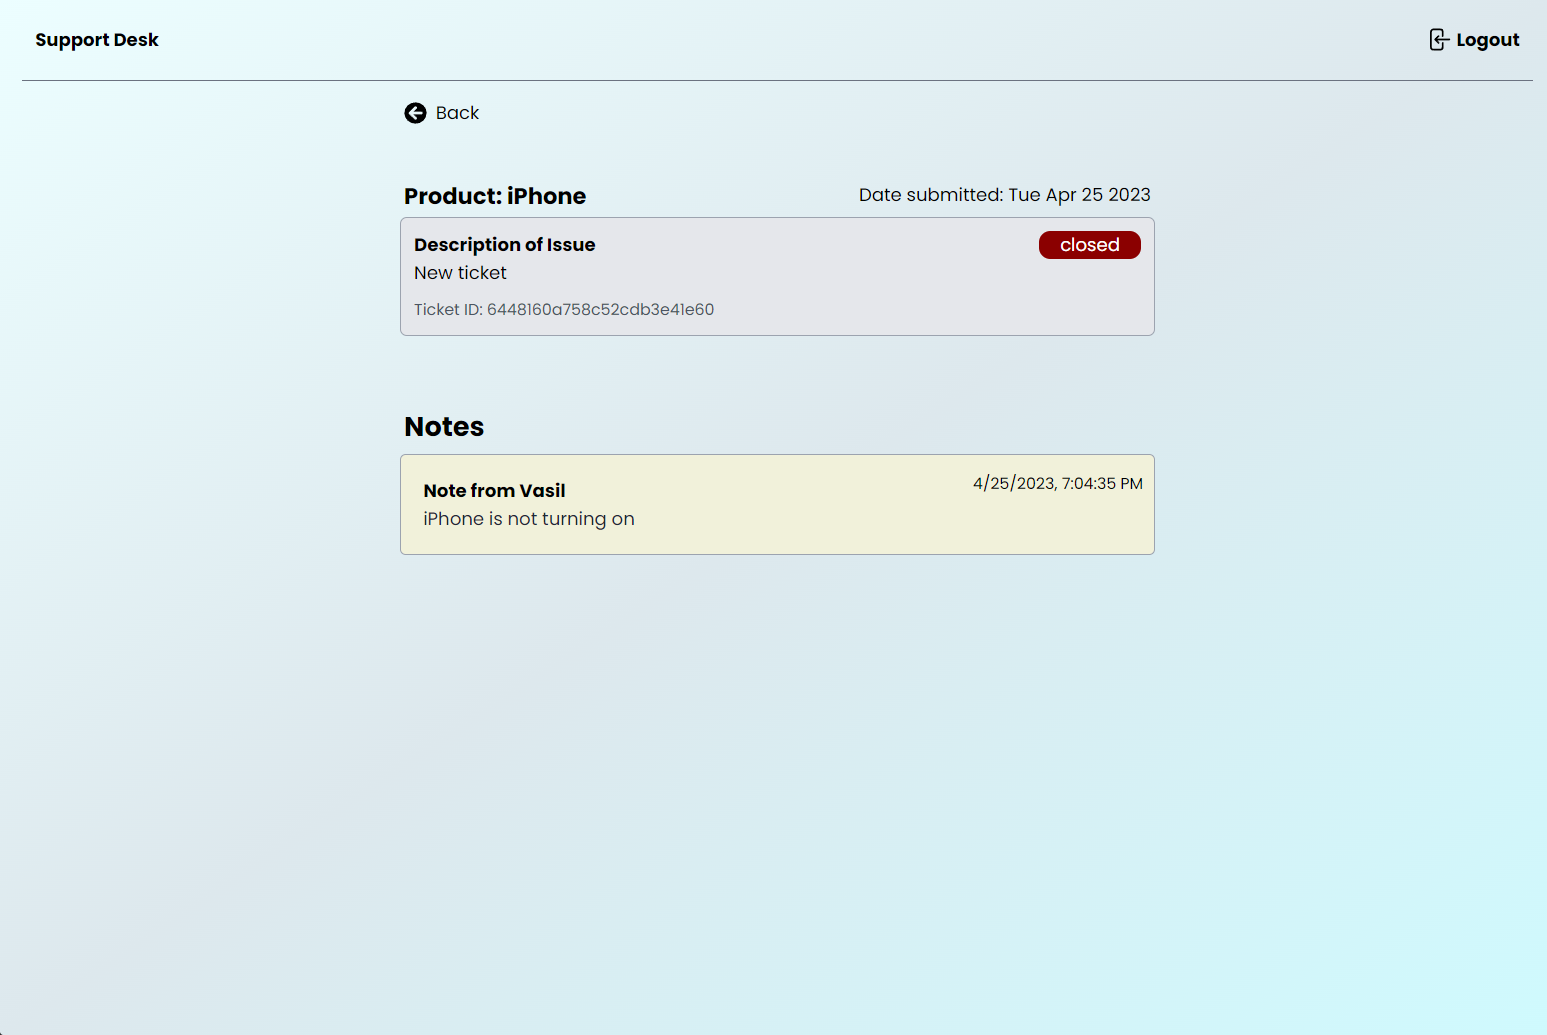 Support Desk
Logout
Back
Product: iPhone
Date submitted: Tue Apr 25 2023
Description of Issue
closed
New ticket
Ticket ID: 6448160a758c52cdb3e41e60
Notes
Note from Vasil
4/25/2023, 7:04:35 PM
iPhone is not turning on